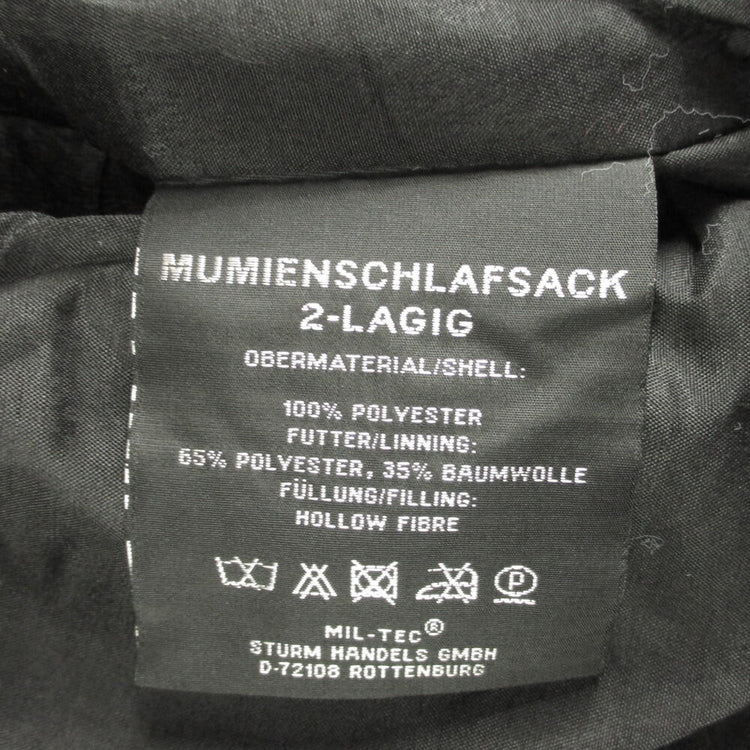 MUMIENSCHLAFSACK
2-LAGIG
OBERMATERIAL/SHELL:
100% POLYESTER
FUTTER/LINNING:
65% POLYESTER, 35% BAUMWOLLE
FÜLLUNG/FILLING:
HOLLOW FIBRE
P
MIL-TEC®
STURM HANDELS GMBH
D-72108 ROTTENBURG